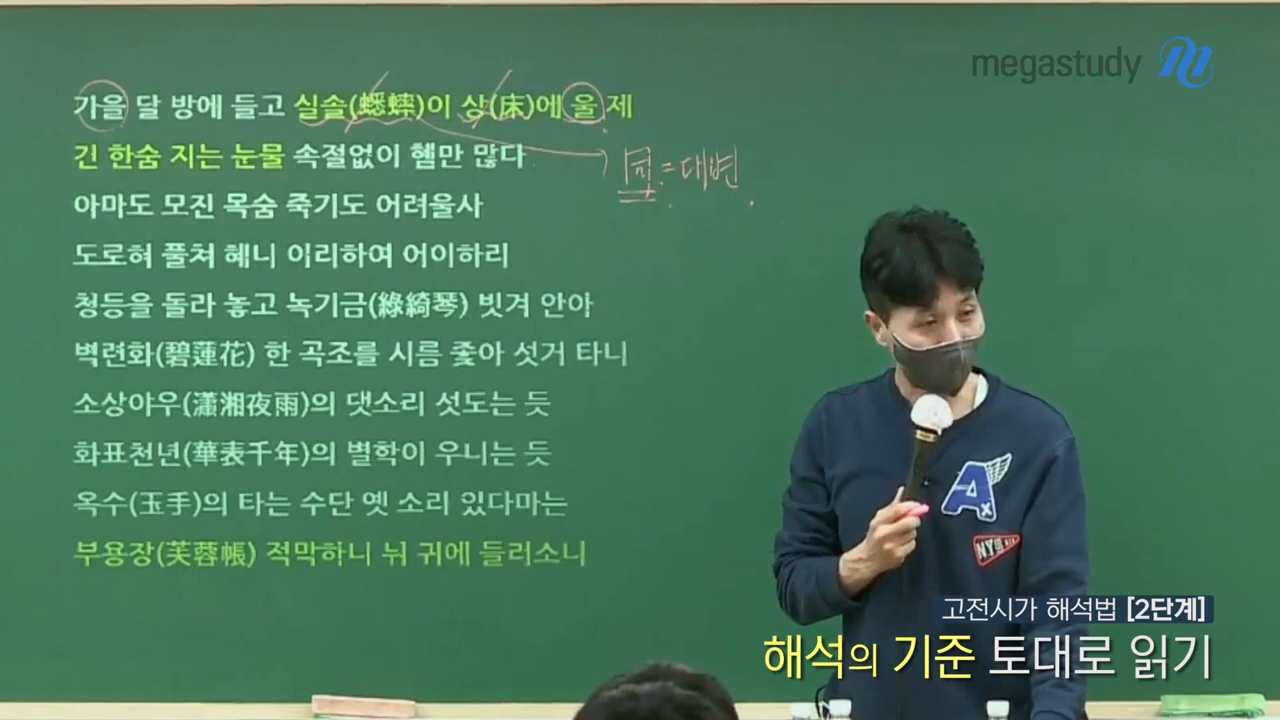 megastudy
가을 달 방에 들고 실솔(蟋蟀)이 상(床)에 울 제
긴 한숨 지는 눈물 속절없이 혬만 많다
同 = 대변
아마도 모진 목숨 죽기도 어려울사
도로혀 풀쳐 혜니 이리하여 어이하리
청등을 돌라 놓고 녹기금(綠綺琴) 빗겨 안아
벽련화(碧蓮花) 한 곡조를 시름 좇아 섯거 타니
소상야우(瀟湘夜雨)의 댓소리 섯도는 듯
화표천년(華表千年)의 별학이 우니는 듯
옥수(玉手)의 타는 수단 옛 소리 있다마는
부용장(芙蓉帳) 적막하니 뉘 귀에 들러소니
A
NYC
고전시가 해석법 [2단계]
해석의 기준 토대로 읽기